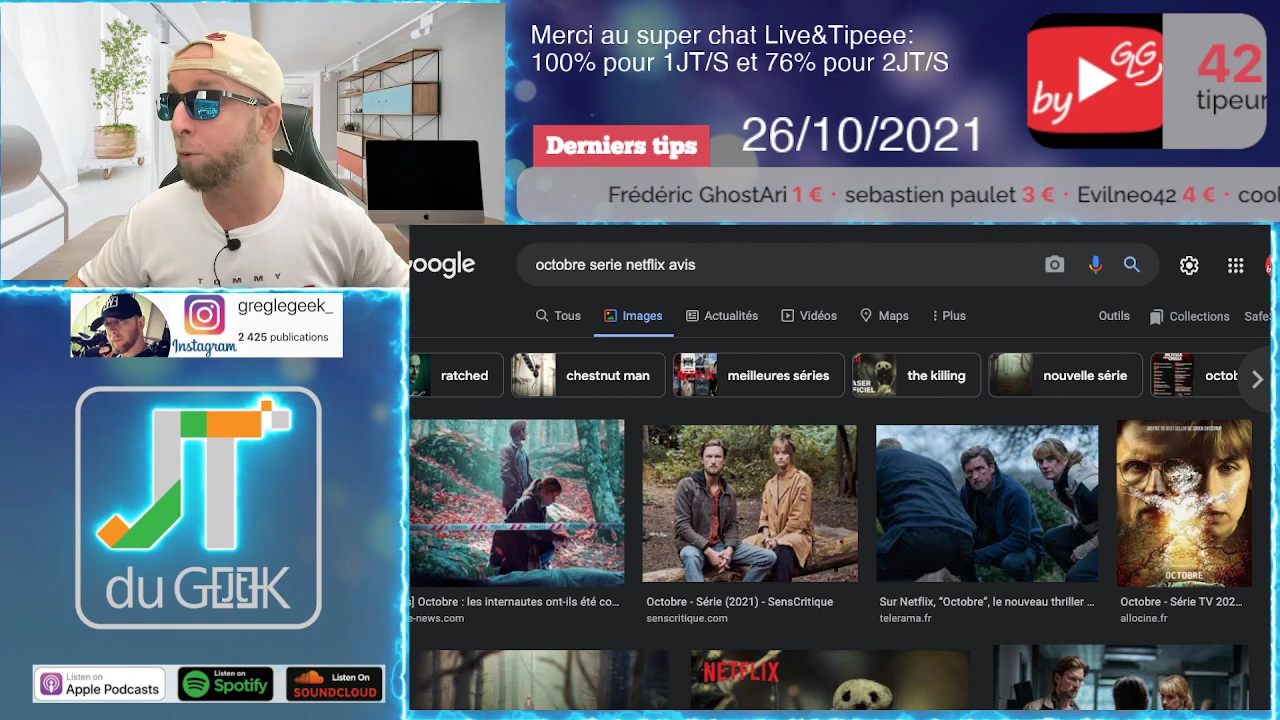 Merci au super chat Live&Tipeee:
100% pour 1JT/S et 76% pour 2JT/S
by GLG
42
tipeur
Derniers tips
26/10/2021
Frédéric GhostAri 1 € · sebastien paulet 3 € · Evilneo42 4 € · cool
TOMMY
oogle
octobre serie netflix avis
Tous
Images
Actualités
Vidéos
Maps
Plus
Outils
Collections
SafeS
ratched
chestnut man
meilleures séries
the killing
nouvelle série
octob
greglegeek_
2 425 publications
Instagram
JT
du GEEK
OCTOBRE
s] Octobre : les internautes ont-ils été co...
e-news.com
Octobre - Série (2021) - SensCritique
senscritique.com
Sur Netflix, “Octobre”, le nouveau thriller ...
telerama.fr
Octobre - Série TV 202...
allocine.fr
NETFLIX
Listen on
Apple Podcasts
Listen on
Spotify
Listen On
SOUNDCLOUD